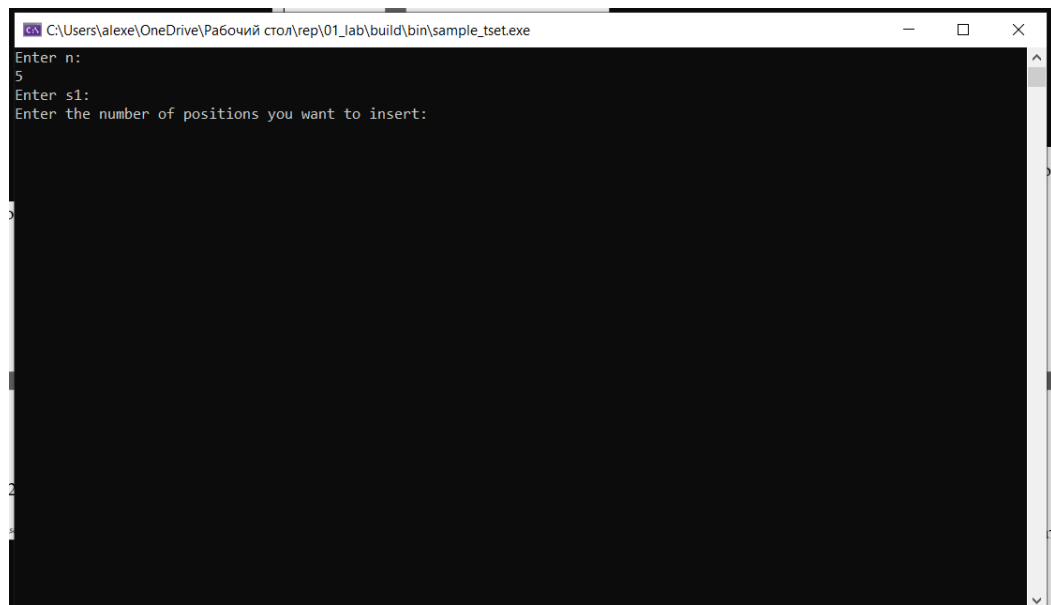 C:\Users\alexe\OneDrive\Рабочий стол\rep\01_lab\build\bin\sample_tset.exe
Enter n:
5
Enter s1:
Enter the number of positions you want to insert: